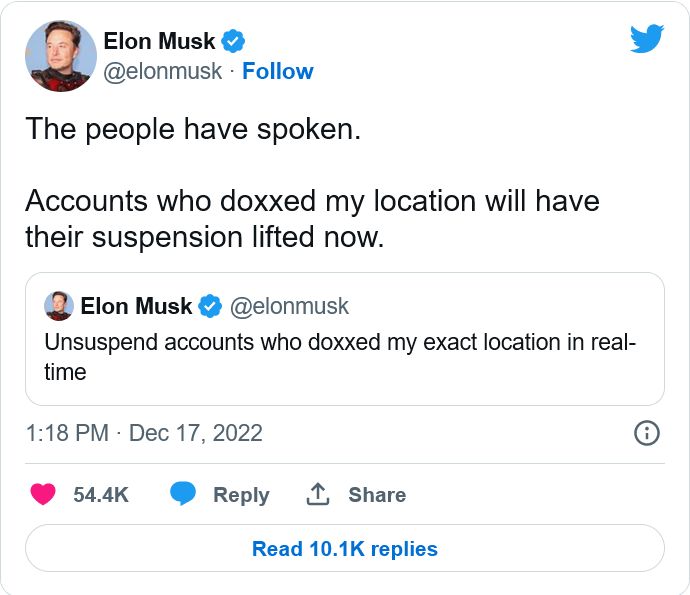 Elon Musk
@elonmusk · Follow
The people have spoken.
Accounts who doxxed my location will have
their suspension lifted now.
Elon Musk @elonmusk
Unsuspend accounts who doxxed my exact location in real-
time
1:18 PM · Dec 17, 2022
54.4K Reply Share
Read 10.1K replies